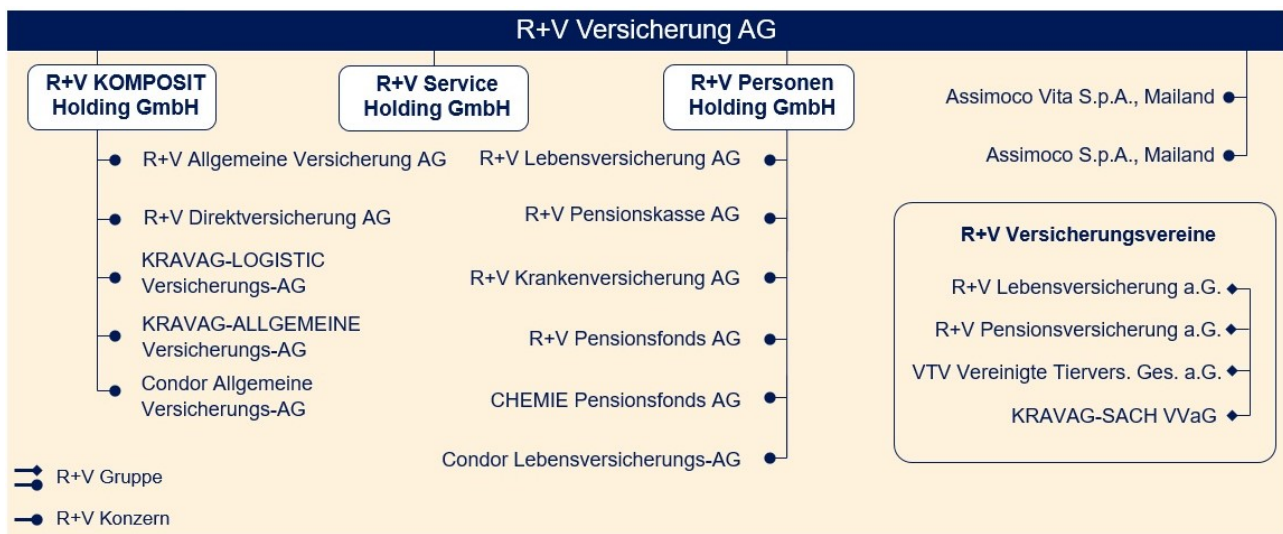 R+V Versicherung AG
R+V KOMPOSIT
Holding GmbH
R+V Allgemeine Versicherung AG
R+V Direktversicherung AG
KRAVAG-LOGISTIC
Versicherungs-AG
KRAVAG-ALLGEMEINE
Versicherungs-AG
Condor Allgemeine
Versicherungs-AG
R+V Service
Holding GmbH
R+V Personen
Holding GmbH
R+V Lebensversicherung AG
R+V Pensionskasse AG
R+V Krankenversicherung AG
R+V Pensionsfonds AG
CHEMIE Pensionsfonds AG
Condor Lebensversicherungs-AG
Assimoco Vita S.p.A., Mailand
Assimoco S.p.A., Mailand
R+V Versicherungsvereine
R+V Lebensversicherung a.G.
R+V Pensionsversicherung a.G.
VTV Vereinigte Tiervers. Ges. a.G.
KRAVAG-SACH VVaG
R+V Gruppe
R+V Konzern